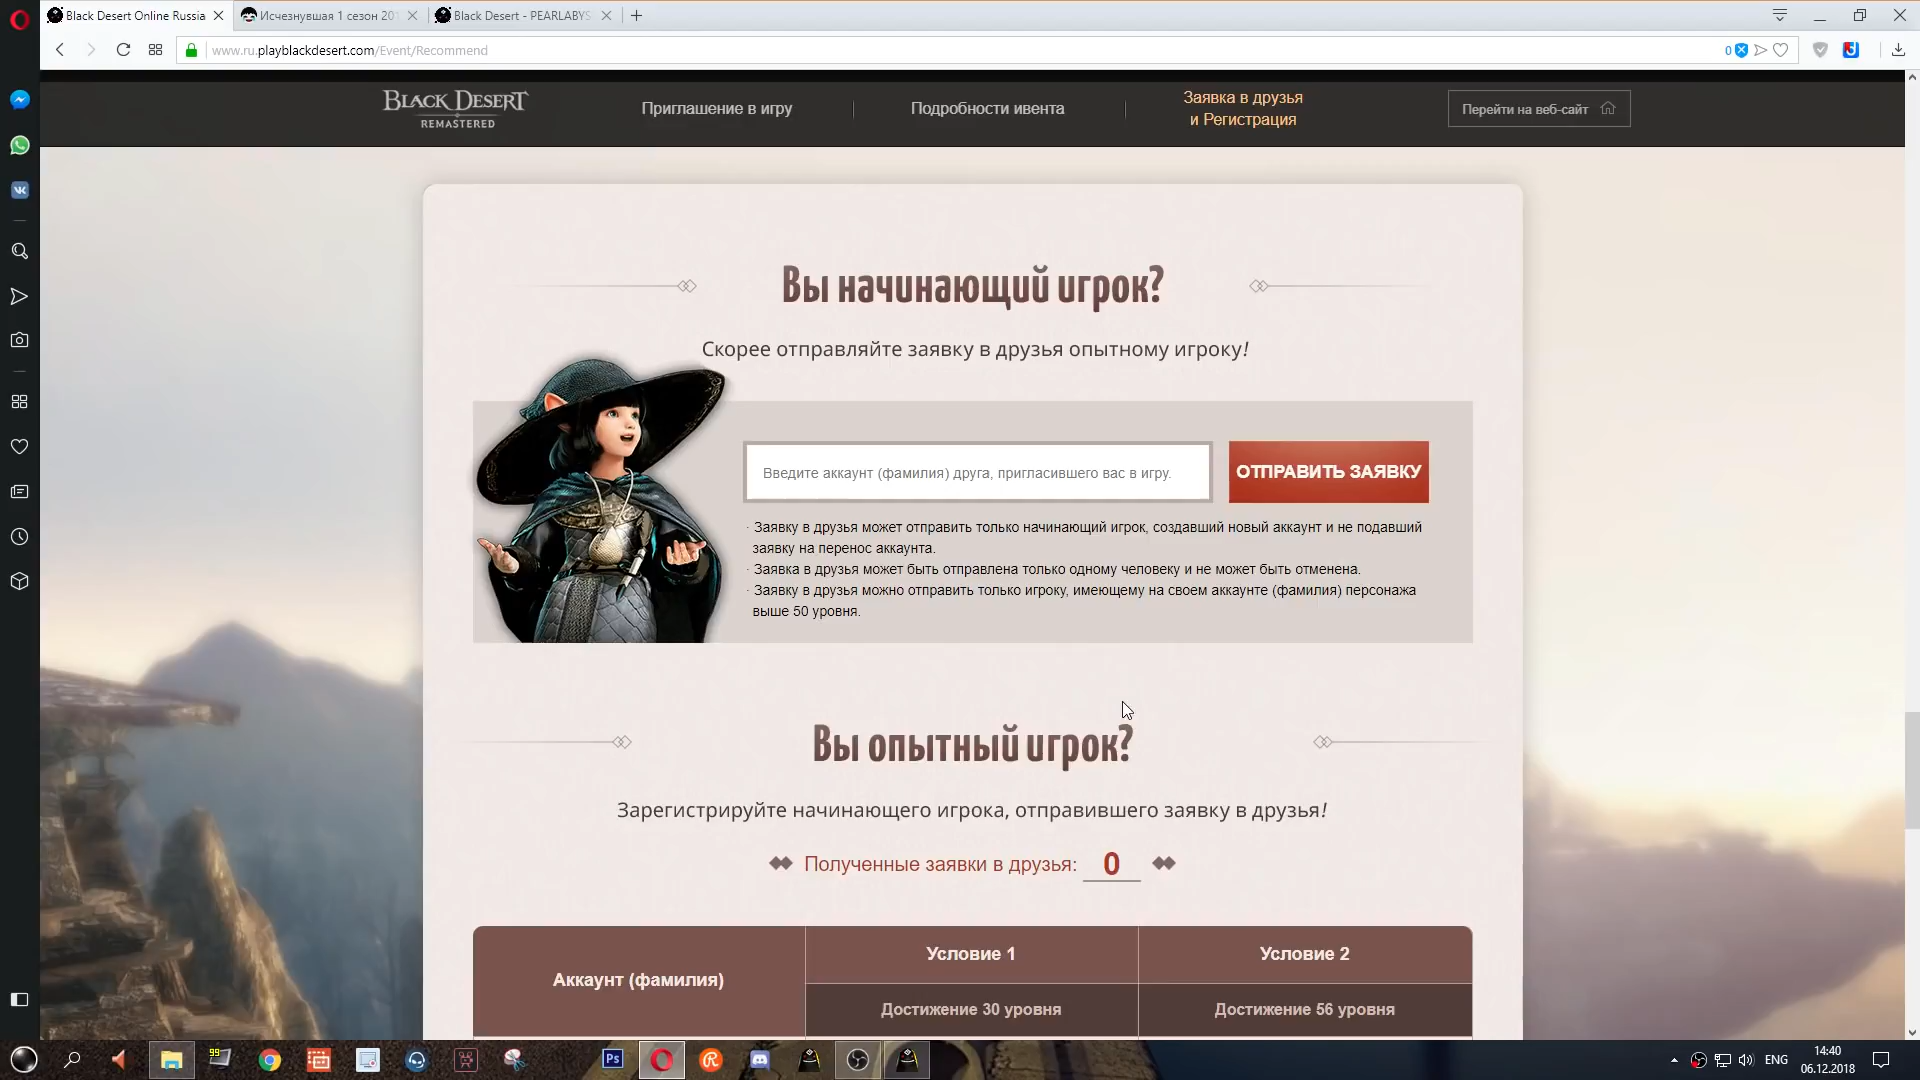 Black Desert Online Russia
Исчезнувшая 1 сезон 201
Black Desert - PEARLABYS
www.ru.playblackdesert.com/Event/Recommend
0
BLACK DESERT
REMASTERED
Приглашение в игру
Подробности ивента
Заявка в друзья
и Регистрация
Перейти на веб-сайт
Вы начинающий игрок?
Скорее отправляйте заявку в друзья опытному игроку!
Введите аккаунт (фамилия) друга, пригласившего вас в игру.
ОТПРАВИТЬ ЗАЯВКУ
· Заявку в друзья может отправить только начинающий игрок, создавший новый аккаунт и не подавший
заявку на перенос аккаунта.
· Заявка в друзья может быть отправлена только одному человеку и не может быть отменена.
· Заявку в друзья можно отправить только игроку, имеющему на своем аккаунте (фамилия) персонажа
выше 50 уровня.
Вы опытный игрок?
Зарегистрируйте начинающего игрока, отправившего заявку в друзья!
Полученные заявки в друзья: 0
Аккаунт (фамилия)
Условие 1
Условие 2
Достижение 30 уровня
Достижение 56 уровня
99
Ps
ENG
14:40
06.12.2018